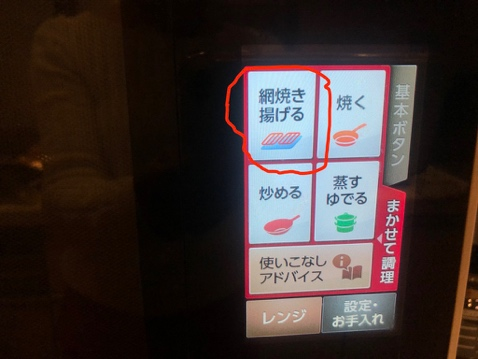 網焼き
揚げる
焼く
基本ボタン
炒める
蒸す
ゆでる
まかせて調理
使いこなし
アドバイス
レンジ
設定・
お手入れ